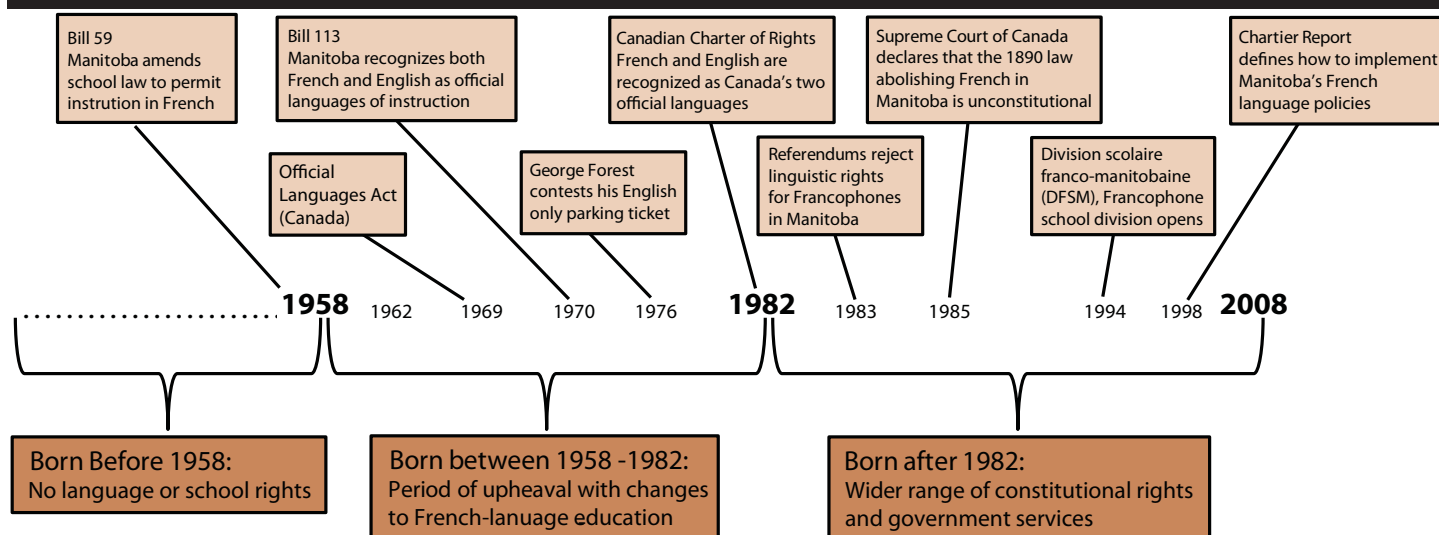 Bill 59
Manitoba amends
school law to permit
instrution in French
Bill 113
Manitoba recognizes both
French and English as official
languages of instruction
Canadian Charter of Rights
French and English are
recognized as Canada's two
official languages
Supreme Court of Canada
declares that the 1890 law
abolishing French in
Manitoba is unconstitutional
Chartier Report
defines how to implement
Manitoba's French
language policies
Official
Languages Act
(Canada)
George Forest
contests his English
only parking ticket
Referendums reject
linguistic rights
for Francophones
in Manitoba
Division scolaire
franco-manitobaine
(DFSM), Francophone
school division opens
1958 1962 1969 1970 1976 1982 1983 1985 1994 1998 2008
Born Before 1958:
No language or school rights
Born between 1958 -1982:
Period of upheaval with changes
to French-lanuage education
Born after 1982:
Wider range of constitutional rights
and government services